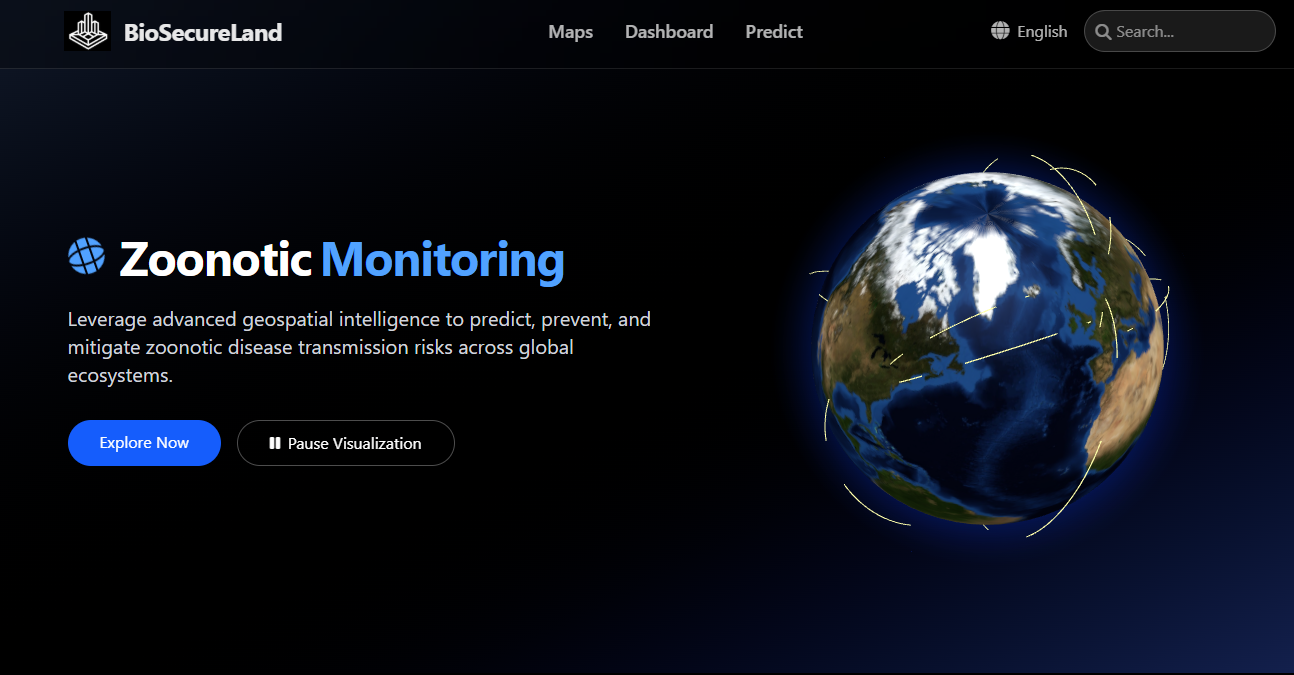 BioSecureLand
Maps
Dashboard
Predict
English
Search...
Zoonotic Monitoring
Leverage advanced geospatial intelligence to predict, prevent, and
mitigate zoonotic disease transmission risks across global
ecosystems.
Explore Now
Pause Visualization